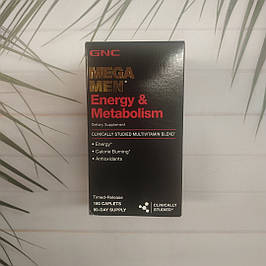 GNC
MEGA
MEN®
Energy &
Metabolism
Dietary Supplement
CLINICALLY STUDIED MULTIVITAMIN BLEND*
• Energy*
• Calorie Burning*
• Antioxidants
Timed-Release
180 CAPLETS
90-DAY SUPPLY
CLINICALLY
STUDIED*